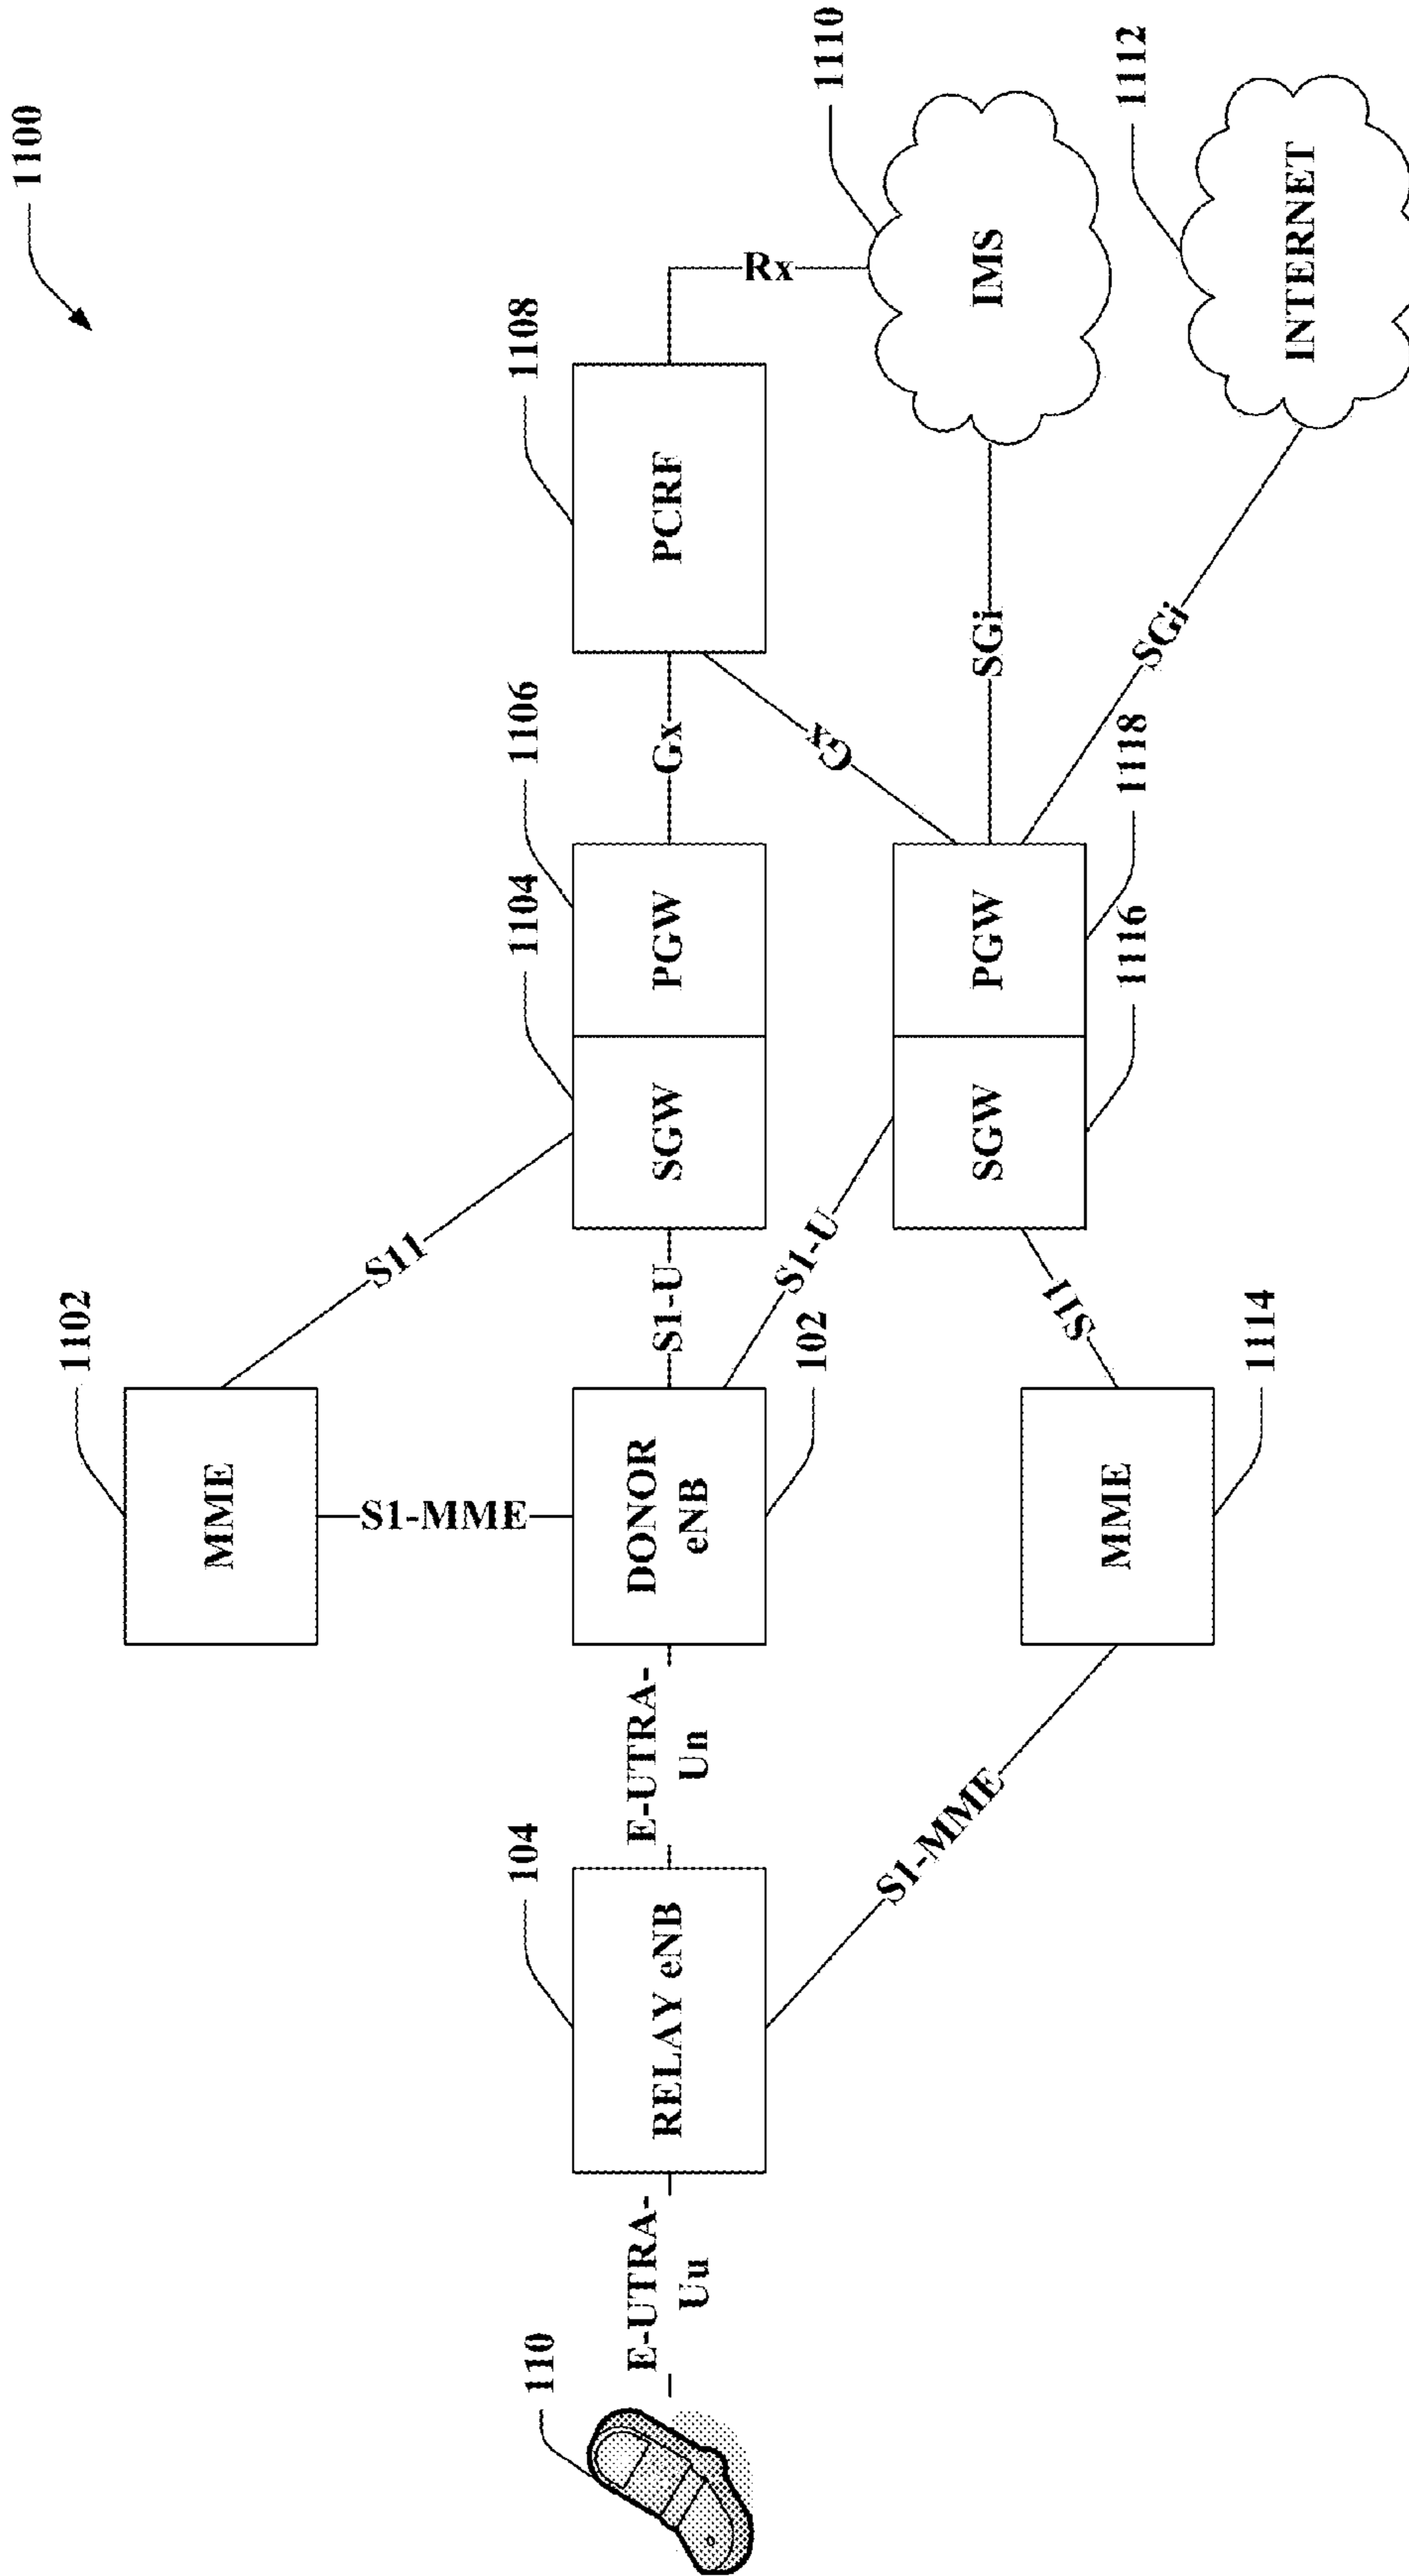 1100
1102
MME
S11
S1-MME
1104
1106
1108
110
E-UTRA-
Uu
104
RELAY eNB
E-UTRA-
Un
DONOR
eNB
102
S1-U
SGW
PGW
Gx
PCRF
Rx
1110
S1-U
Gx
SGW
PGW
SGi
IMS
S1-MME
MME
1114
S11
1116
1118
SGi
1112
INTERNET